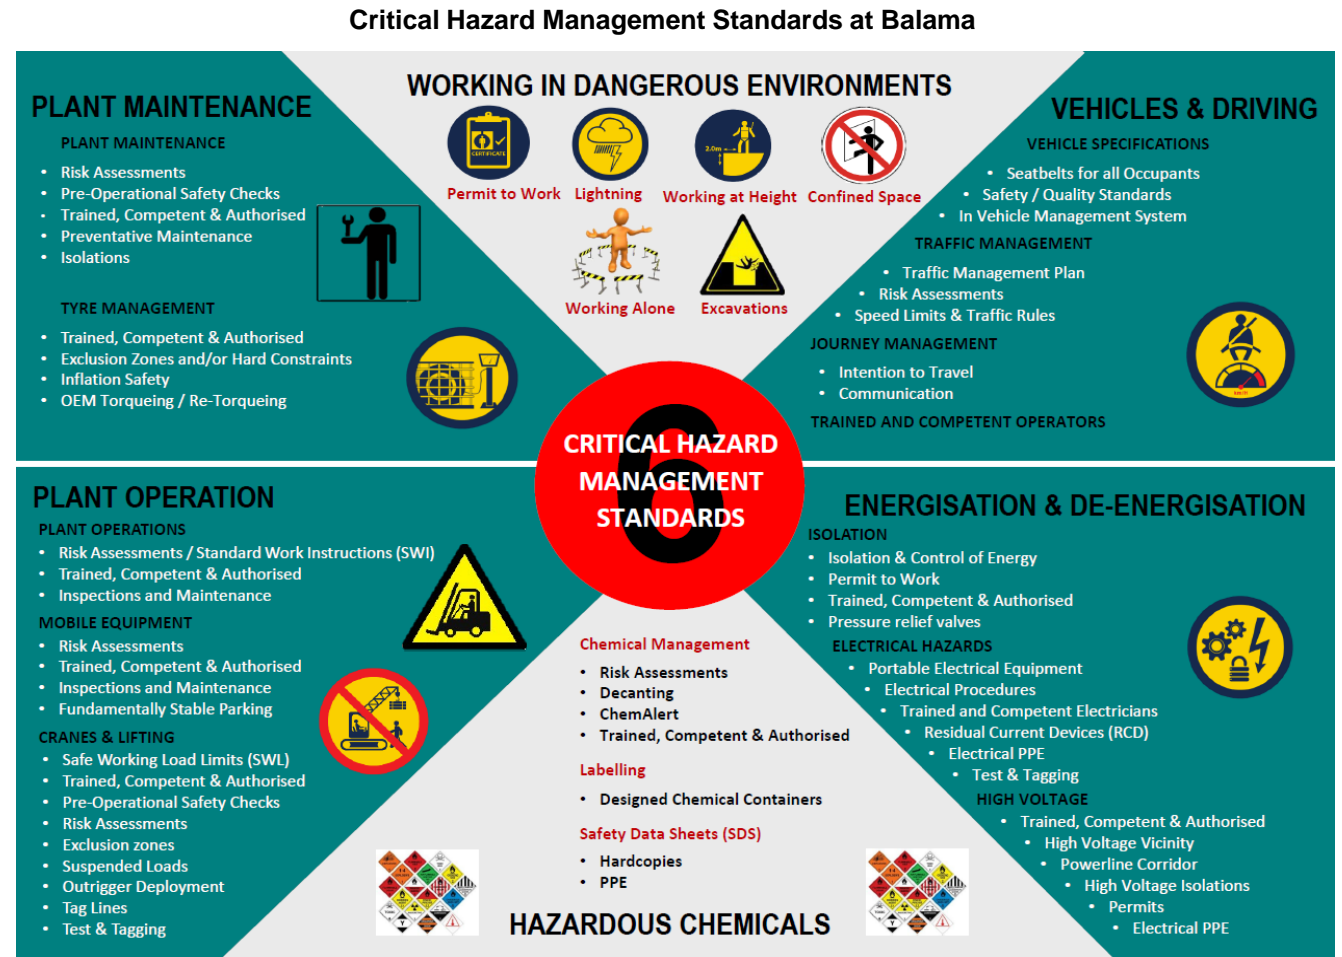 Critical Hazard Management Standards at Balama
PLANT MAINTENANCE
PLANT MAINTENANCE
• Risk Assessments
• Pre-Operational Safety Checks
• Trained, Competent & Authorised
• Preventative Maintenance
• Isolations
TYRE MANAGEMENT
• Trained, Competent & Authorised
• Exclusion Zones and/or Hard Constraints
• Inflation Safety
• OEM Torqueing / Re-Torqueing
WORKING IN DANGEROUS ENVIRONMENTS
CERTIFICATE
2.0m
Permit to Work
Lightning
Working at Height
Confined Space
Working Alone
Excavations
VEHICLES & DRIVING
VEHICLE SPECIFICATIONS
• Seatbelts for all Occupants
• Safety / Quality Standards
• In Vehicle Management System
TRAFFIC MANAGEMENT
• Traffic Management Plan
• Risk Assessments
• Speed Limits & Traffic Rules
JOURNEY MANAGEMENT
• Intention to Travel
• Communication
TRAINED AND COMPETENT OPERATORS
km/h
6
CRITICAL HAZARD
MANAGEMENT
STANDARDS
PLANT OPERATION
PLANT OPERATIONS
• Risk Assessments / Standard Work Instructions (SWI)
• Trained, Competent & Authorised
• Inspections and Maintenance
MOBILE EQUIPMENT
• Risk Assessments
• Trained, Competent & Authorised
• Inspections and Maintenance
• Fundamentally Stable Parking
CRANES & LIFTING
• Safe Working Load Limits (SWL)
• Trained, Competent & Authorised
• Pre-Operational Safety Checks
• Risk Assessments
• Exclusion zones
• Suspended Loads
• Outrigger Deployment
• Tag Lines
• Test & Tagging
Chemical Management
• Risk Assessments
• Decanting
• ChemAlert
• Trained, Competent & Authorised
Labelling
• Designed Chemical Containers
Safety Data Sheets (SDS)
• Hardcopies
• PPE
HAZARDOUS CHEMICALS
ENERGISATION & DE-ENERGISATION
ISOLATION
• Isolation & Control of Energy
• Permit to Work
• Trained, Competent & Authorised
• Pressure relief valves
ELECTRICAL HAZARDS
• Portable Electrical Equipment
• Electrical Procedures
• Trained and Competent Electricians
• Residual Current Devices (RCD)
• Electrical PPE
• Test & Tagging
HIGH VOLTAGE
• Trained, Competent & Authorised
• High Voltage Vicinity
• Powerline Corridor
• High Voltage Isolations
• Permits
• Electrical PPE